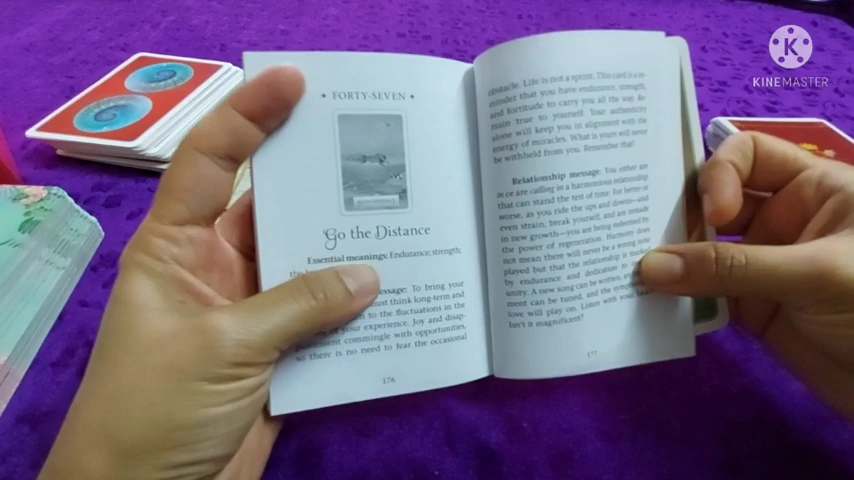 FORTY-SEVEN
Go the Distance
Essential meanings: Endurance; strength;
the
essage: To bring your
ust think long-term and
n to the fluctuations in the
of your experience. Joy and disap-
ment commingle with opportunities,
so there is no need to fear the occasional
176
obstacle. Life is not a sprint. This card is a re-
minder that you have endurance, strength,
and fortitude to carry you all the way. Re-
main true to yourself. Your authenticity
alone will keep you in alignment with the
energy of miracles. What is yours will never
be withheld from you. Remember that!
Relationship message: You either are
in or are calling in a harmonious relationship
that can stand the test of time. For better or
worse, as you ride the ups and downs—and
even strain, break yourself, and are remade
in new growth—you are being redeemed by
the power of regeneration. Harmony does
not mean there will never be a wrong note
played but that the relationship is marked
by endurance and dedication to
unity. A new song can be written,
ment can be tuned, and the symphony
love will play on. Listen with your heart.
Isn't it magnificent?
177
KINEMASTER